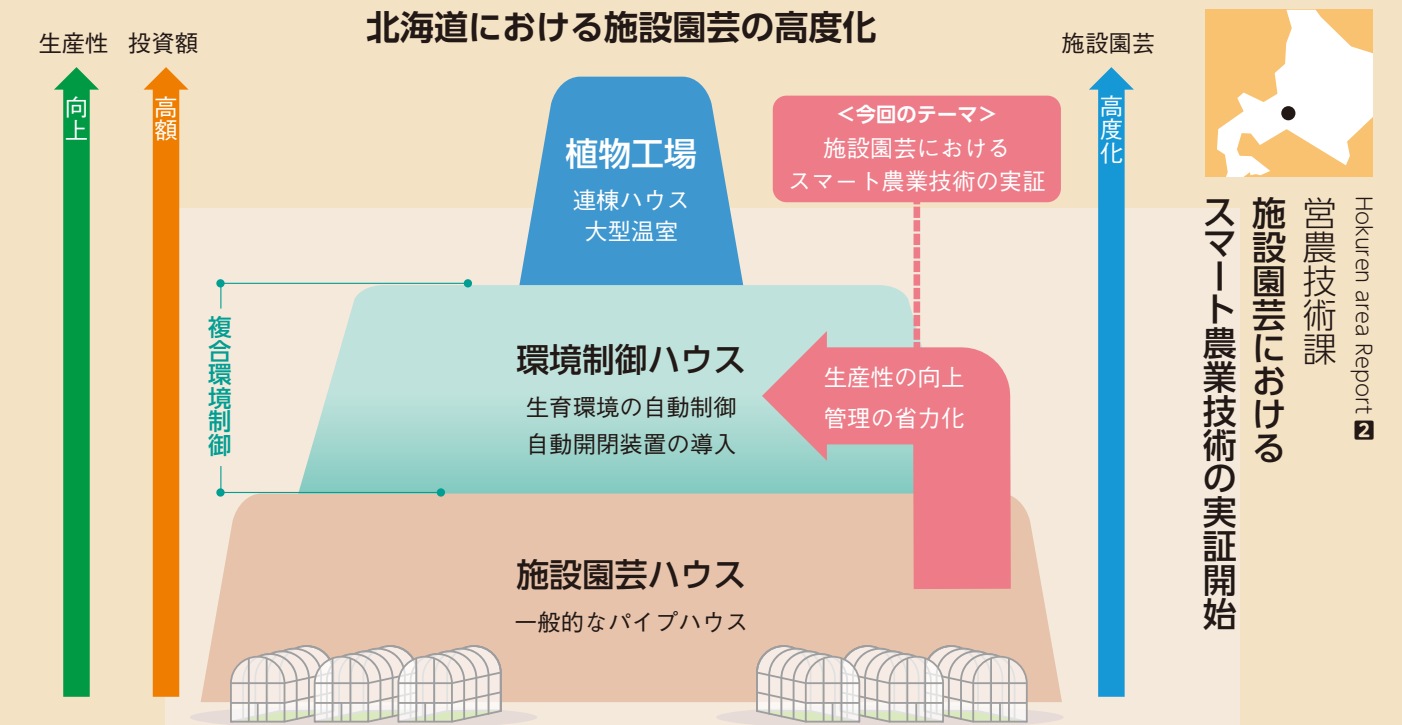 北海道における施設園芸の高度化
生産性
投資額
施設園芸
向上
高額
高度化
植物工場
連棟ハウス
大型温室
＜今回のテーマ＞
施設園芸における
スマート農業技術の実証
複合環境制御
環境制御ハウス
生育環境の自動制御
自動開閉装置の導入
生産性の向上
管理の省力化
施設園芸ハウス
一般的なパイプハウス
Hokuren area Report 2
営農技術課
施設園芸における
スマート農業技術の実証開始